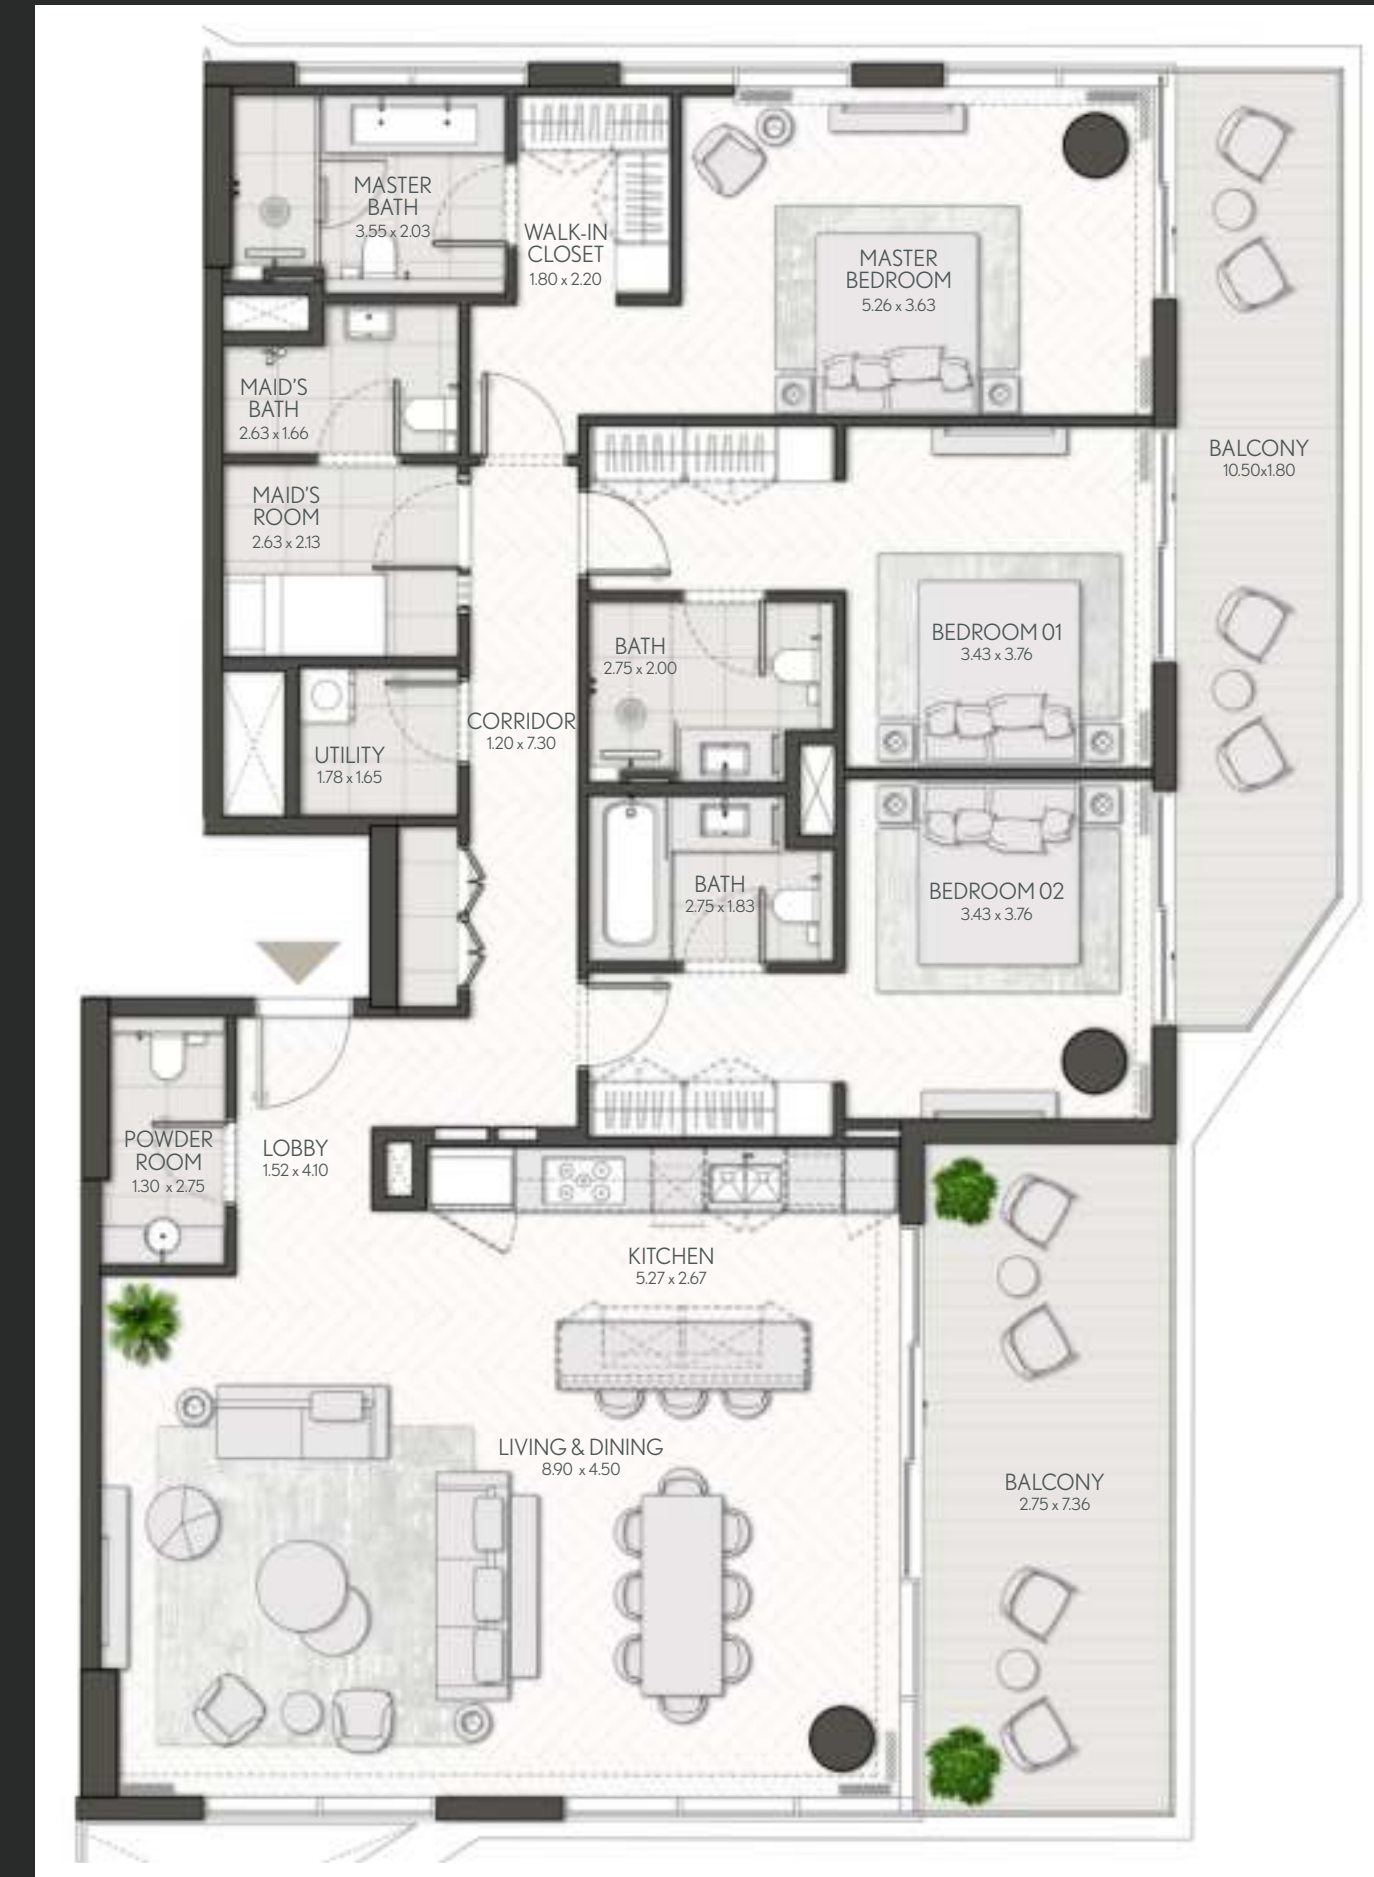 MASTER
BATH
3.55 x 2.03
WALK-IN
CLOSET
1.80 x 2.20
MASTER
BEDROOM
5.26 x 3.63
MAID'S
BATH
2.63 x 1.66
BALCONY
10.50x1.80
MAID'S
ROOM
2.63 x 2.13
BEDROOM 01
3.43 x 3.76
BATH
2.75 x 2.00
CORRIDOR
1.20 x 7.30
UTILITY
1.78 x 1.65
BATH
2.75 x 1.83
BEDROOM 02
3.43 x 3.76
POWDER
ROOM
1.30 x 2.75
LOBBY
1.52 x 4.10
KITCHEN
5.27 x 2.67
LIVING & DINING
8.90 x 4.50
BALCONY
2.75 x 7.36